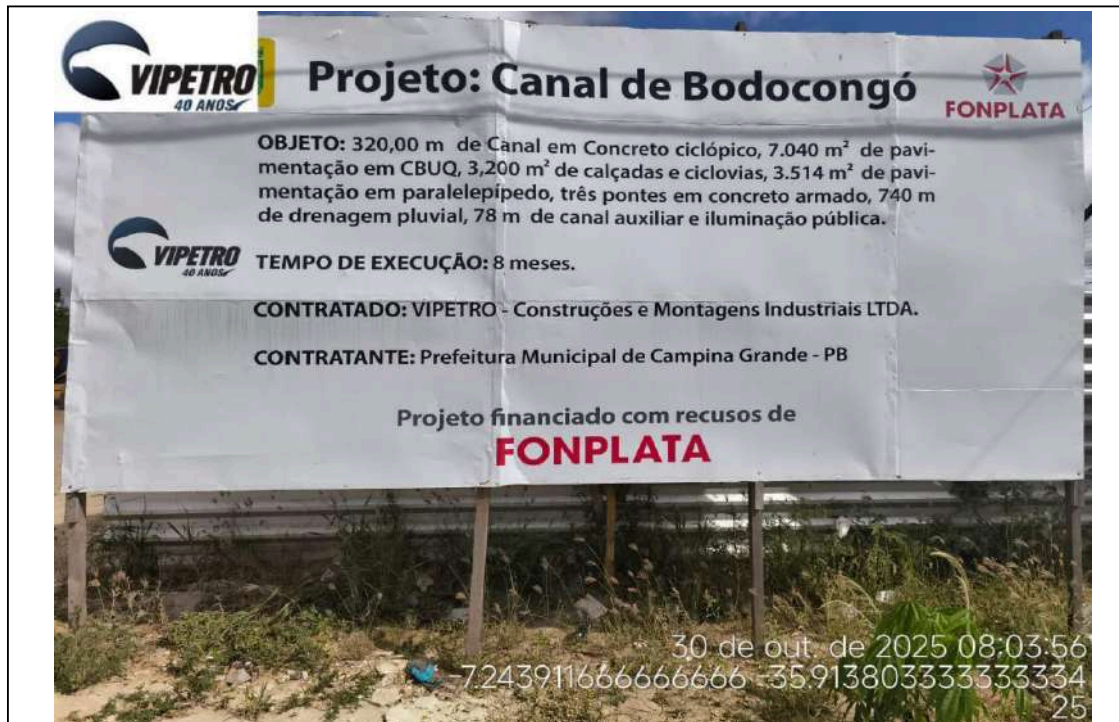 VIPETRO
40 ANOS
Projeto: Canal de Bodocongó
FONPLATA
OBJETO: 320,00 m de Canal em Concreto ciclópico, 7.040 m² de pavi-
mentação em CBUQ, 3,200 m² de calçadas e ciclovias, 3.514 m² de pavi-
mentação em paralelepípedo, três pontes em concreto armado, 740 m
de drenagem pluvial, 78 m de canal auxiliar e iluminação pública.
VIPETRO
40 ANOS
TEMPO DE EXECUÇÃO: 8 meses.
CONTRATADO: VIPETRO - Construções e Montagens Industriais LTDA.
CONTRATANTE: Prefeitura Municipal de Campina Grande - PB
Projeto financiado com recusos de
FONPLATA
30 de out. de 2025 08:03:56
-7.243911666666666 -35.913803333333334
25